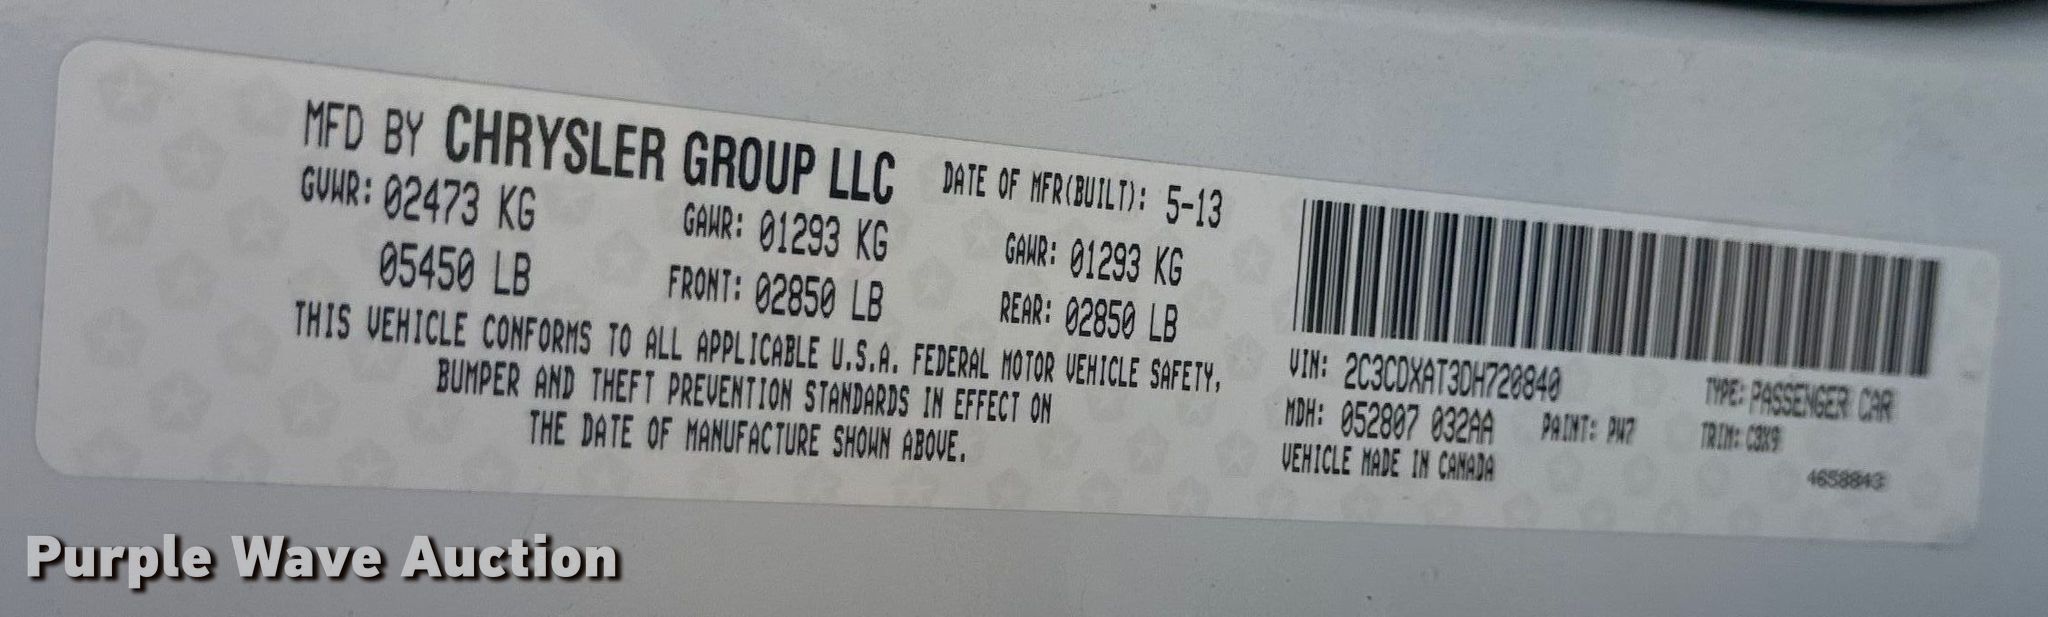 MFD BY CHRYSLER GROUP LLC DATE OF MFR(BUILT): 5-13
GVWR: 02473 KG GAWR: 01293 KG GAWR: 01293 KG
05450 LB FRONT: 02850 LB REAR: 02850 LB
THIS VEHICLE CONFORMS TO ALL APPLICABLE U.S.A. FEDERAL MOTOR VEHICLE SAFETY,
BUMPER AND THEFT PREVENTION STANDARDS IN EFFECT ON
THE DATE OF MANUFACTURE SHOWN ABOVE.
VIN: 2C3CDXAT3DH720840 TYPE: PASSENGER CAR
MDH: 052807 032AA PAINT: PW7 TRIM: C3X9
VEHICLE MADE IN CANADA
4658843
Purple Wave Auction